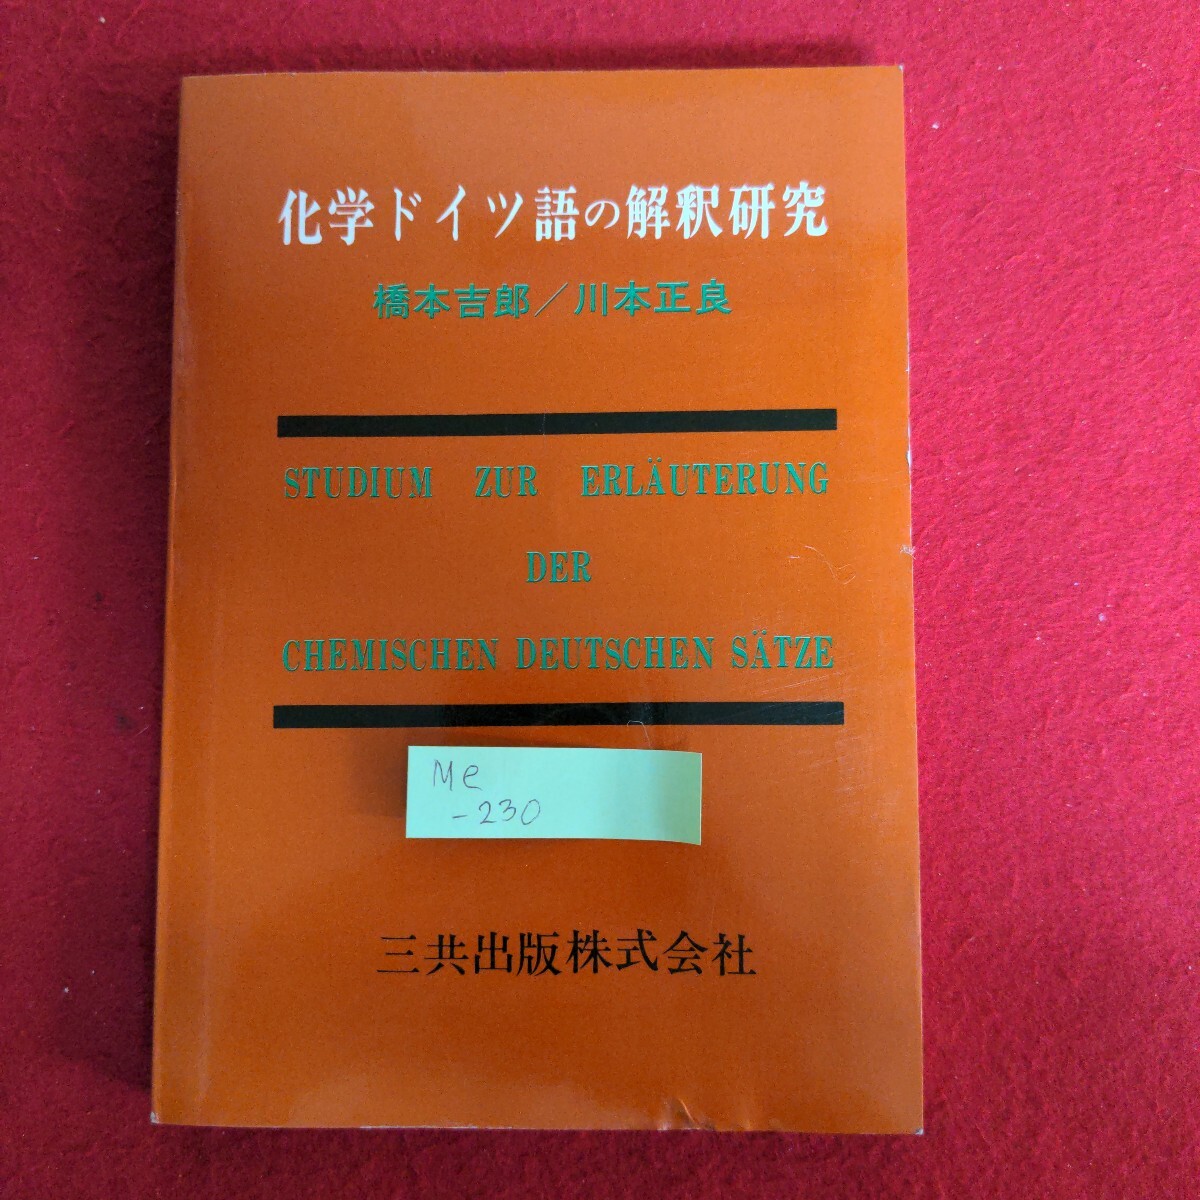 化学ドイツ語の解釈研究
橋本吉郎／川本正良
STUDIUM ZUR ERLÄUTERUNG
DER
CHEMISCHEN DEUTSCHEN SÄTZE
Me
-230
三共出版株式会社